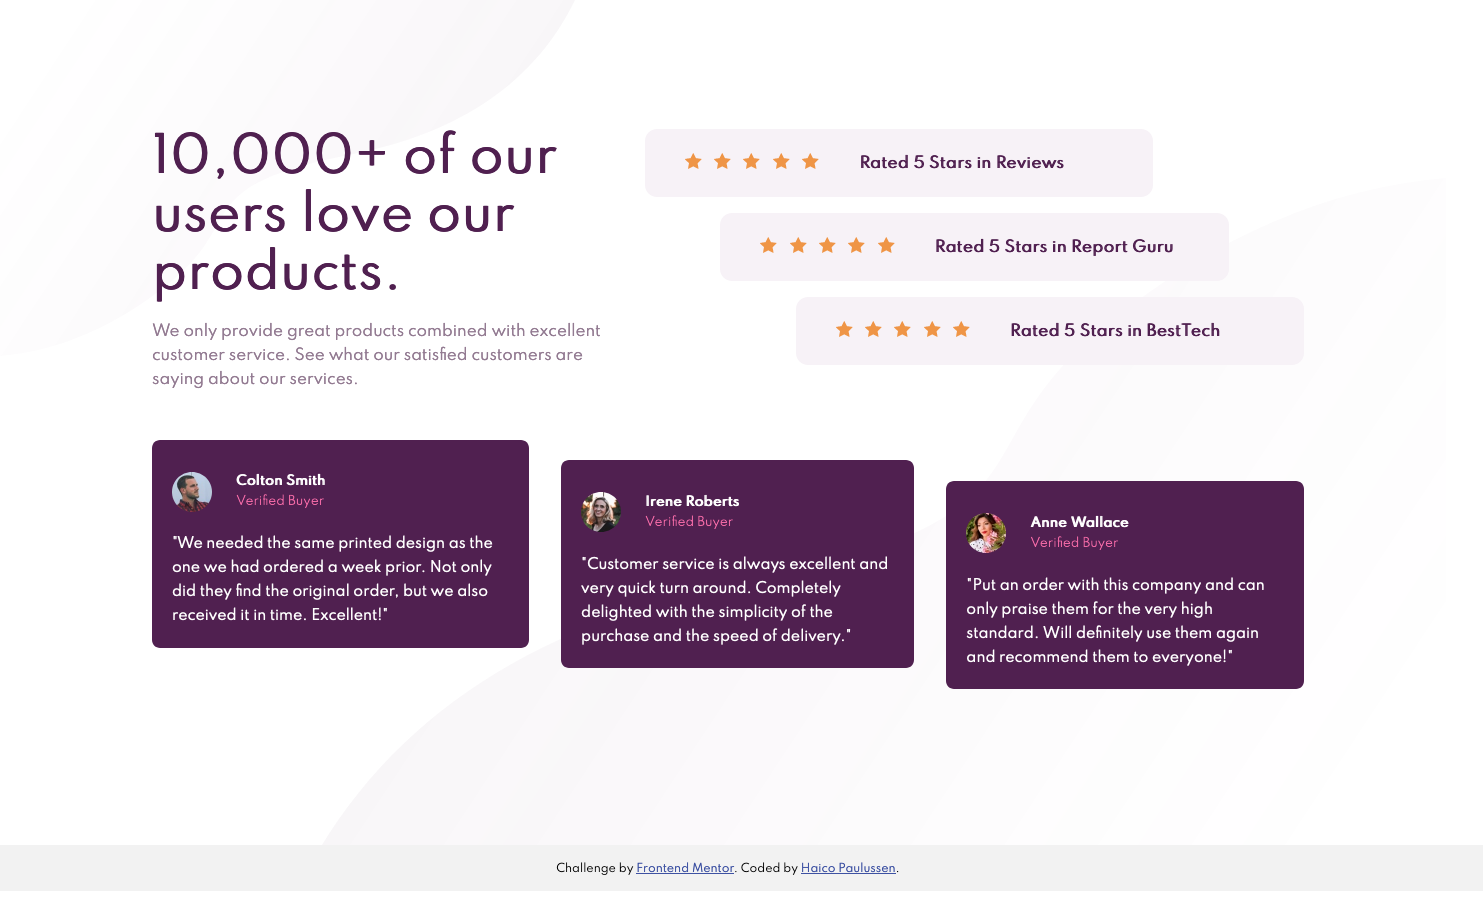 10,000+ of our
users love our
products.
We only provide great products combined with excellent
customer service. See what our satisfied customers are
saying about our services.
Rated 5 Stars in Reviews
Rated 5 Stars in Report Guru
Rated 5 Stars in BestTech
Colton Smith
Verified Buyer
"We needed the same printed design as the
one we had ordered a week prior. Not only
did they find the original order, but we also
received it in time. Excellent!"
Irene Roberts
Verified Buyer
"Customer service is always excellent and
very quick turn around. Completely
delighted with the simplicity of the
purchase and the speed of delivery."
Anne Wallace
Verified Buyer
"Put an order with this company and can
only praise them for the very high
standard. Will definitely use them again
and recommend them to everyone!"
Challenge by Frontend Mentor. Coded by Haico Paulussen.